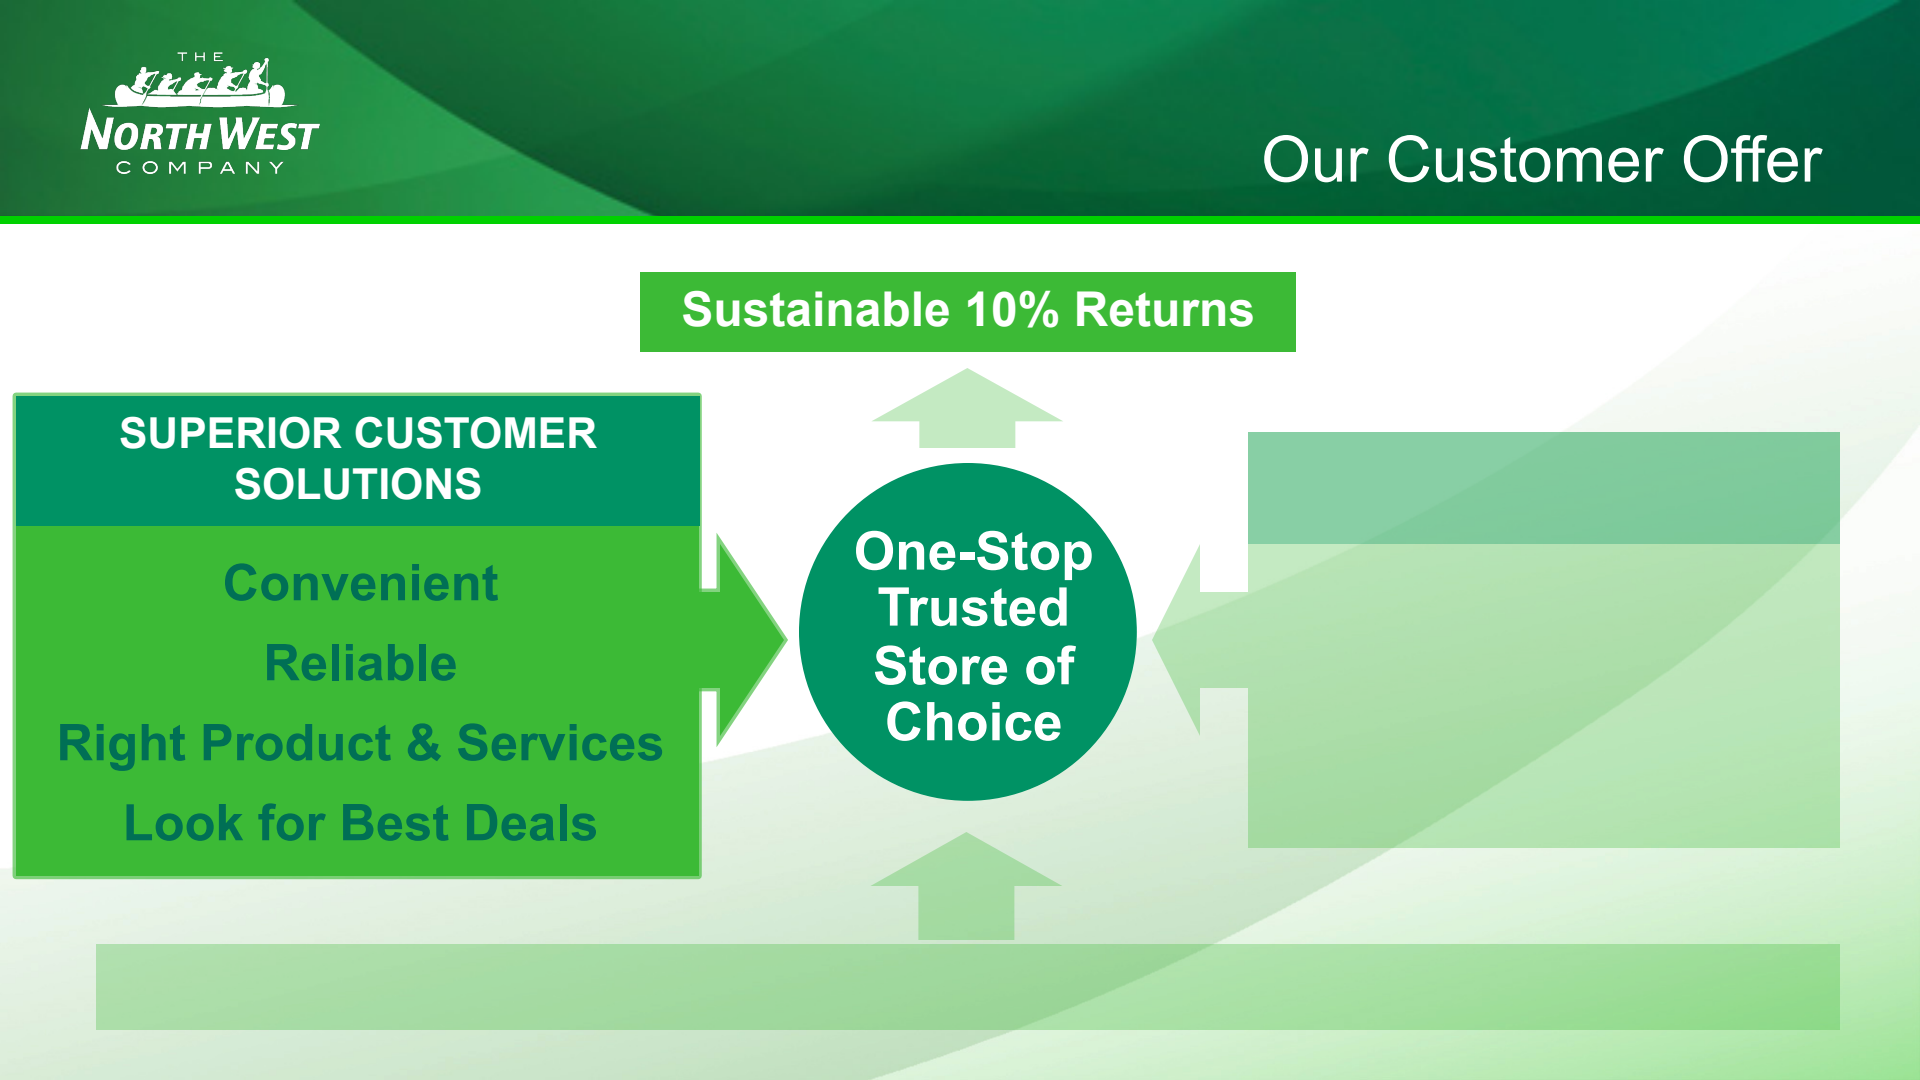 THE
NORTH WEST
COMPANY
Our Customer Offer
Sustainable 10% Returns
SUPERIOR CUSTOMER
SOLUTIONS
Convenient
Reliable
Right Product & Services
Look for Best Deals
One-Stop
Trusted
Store of
Choice